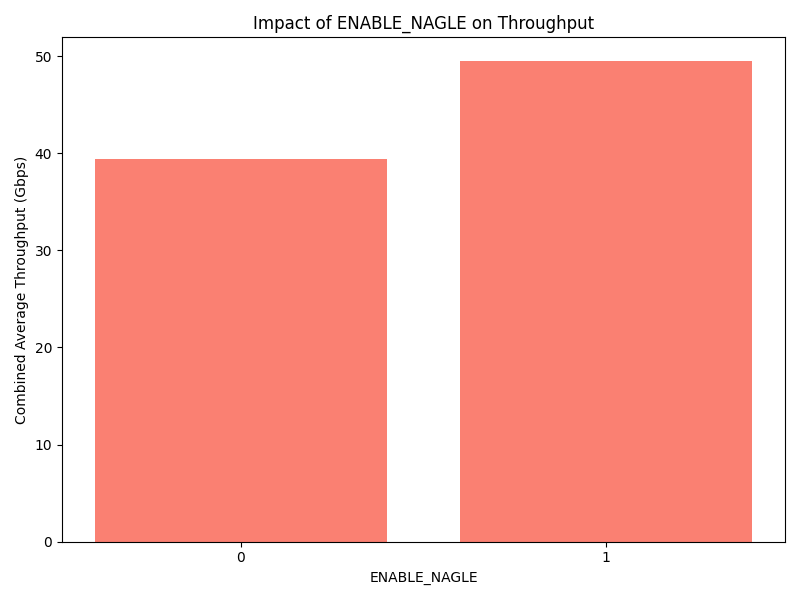 Impact of ENABLE_NAGLE on Throughput
Combined Average Throughput (Gbps)
50
40
30
20
10
0
0 1
ENABLE_NAGLE